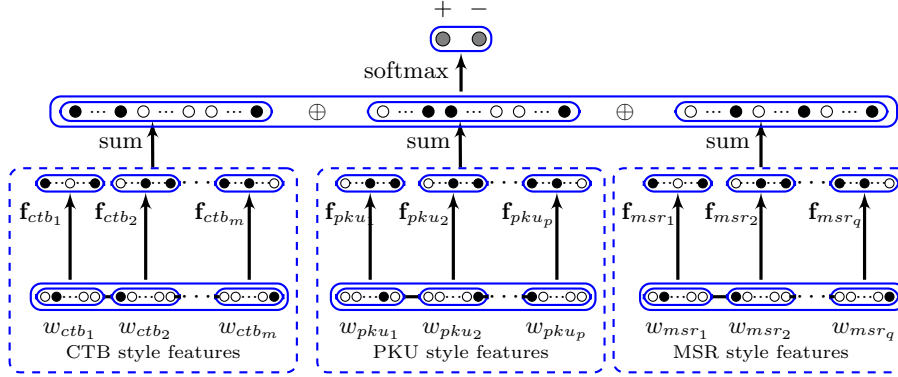 + −
softmax
⊕ ⊕
sum sum sum
f_{ctb_1} f_{ctb_2} f_{ctb_m} f_{pku_1} f_{pku_2} f_{pku_p} f_{msr_1} f_{msr_2} f_{msr_q}
w_{ctb_1} w_{ctb_2} w_{ctb_m} w_{pku_1} w_{pku_2} w_{pku_p} w_{msr_1} w_{msr_2} w_{msr_q}
CTB style features PKU style features MSR style features